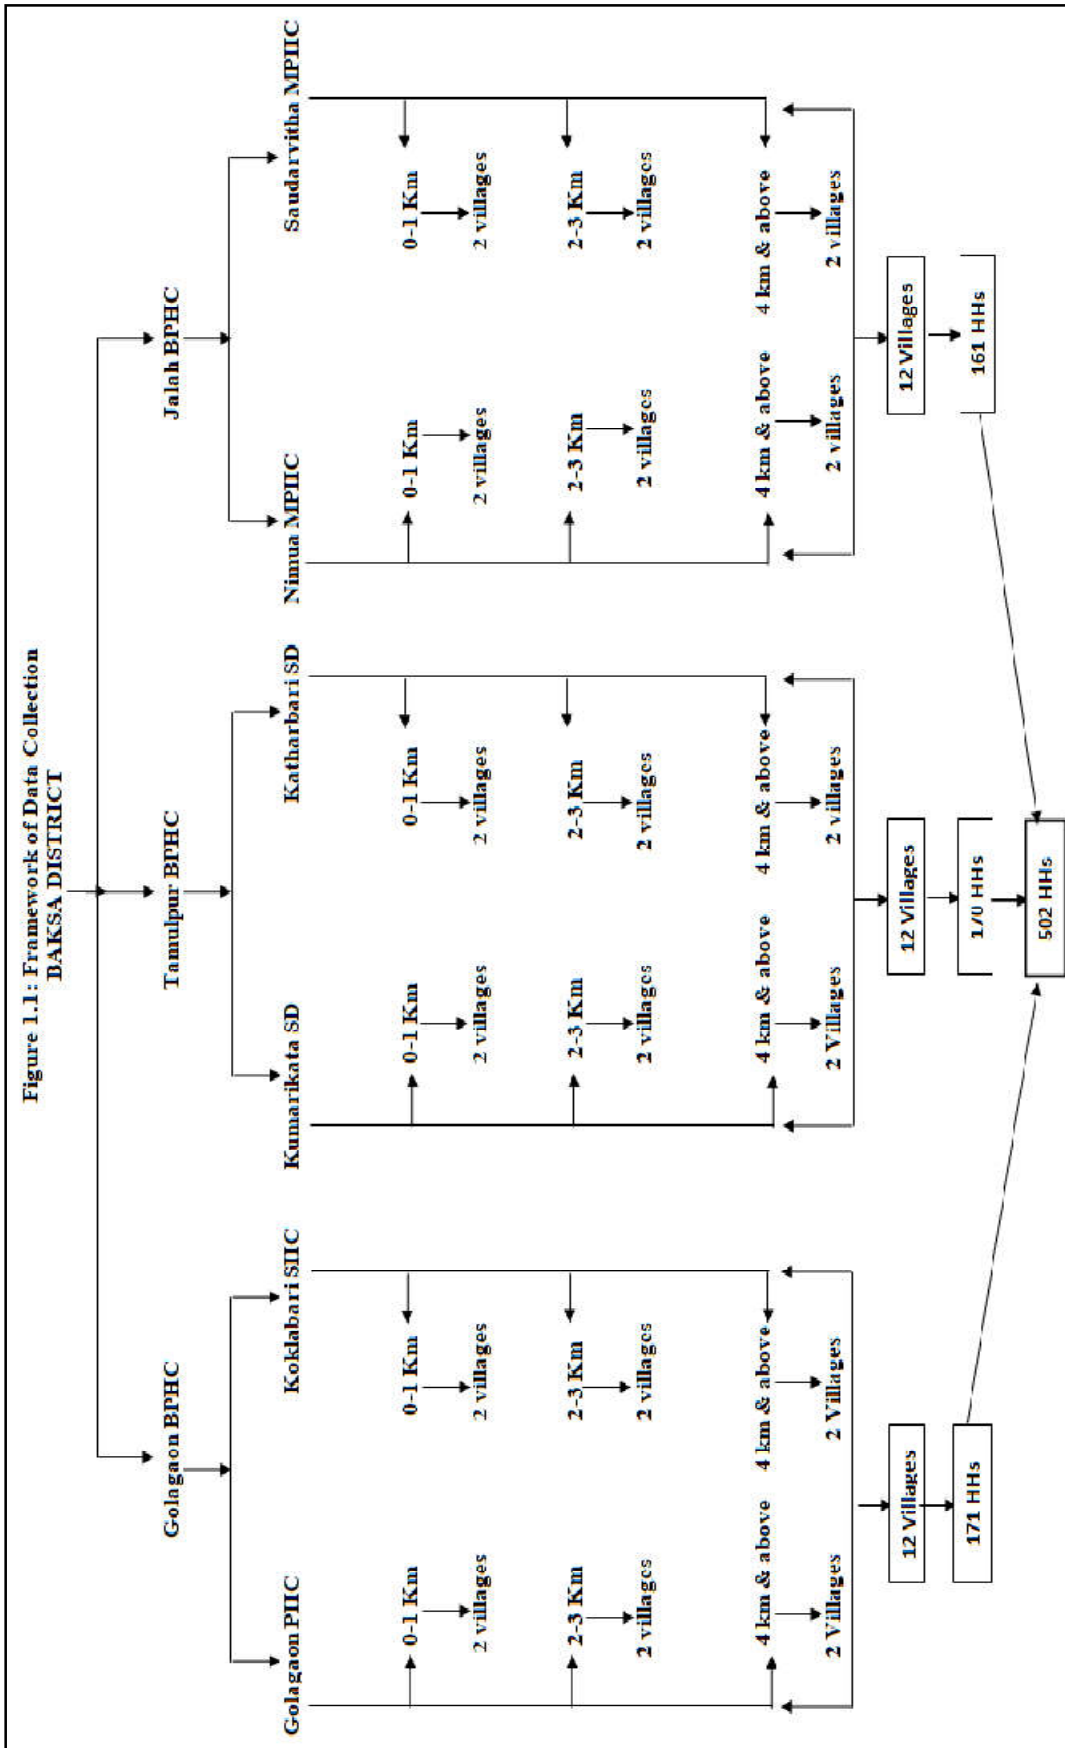 Figure 1.1: Framework of Data Collection
BAKSA DISTRICT
Golagaon BPHC
Tamulpur BPHC
Jalah BPHC
Golagaon PIIC
Koklabari SIIC
Kumarikata SD
Katharbari SD
Nimua MPIIC
Saudarvitha MPIIC
0-1 Km
0-1 Km
0-1 Km
0-1 Km
0-1 Km
0-1 Km
2 villages
2 villages
2 villages
2 villages
2 villages
2 villages
2-3 Km
2-3 Km
2-3 Km
2-3 Km
2-3 Km
2-3 Km
2 villages
2 villages
2 villages
2 villages
2 villages
2 villages
4 km & above
4 km & above
4 km & above
4 km & above
4 km & above
4 km & above
2 Villages
2 Villages
2 Villages
2 villages
2 villages
2 villages
12 Villages
12 Villages
12 Villages
171 HHs
170 HHs
161 HHs
502 HHs